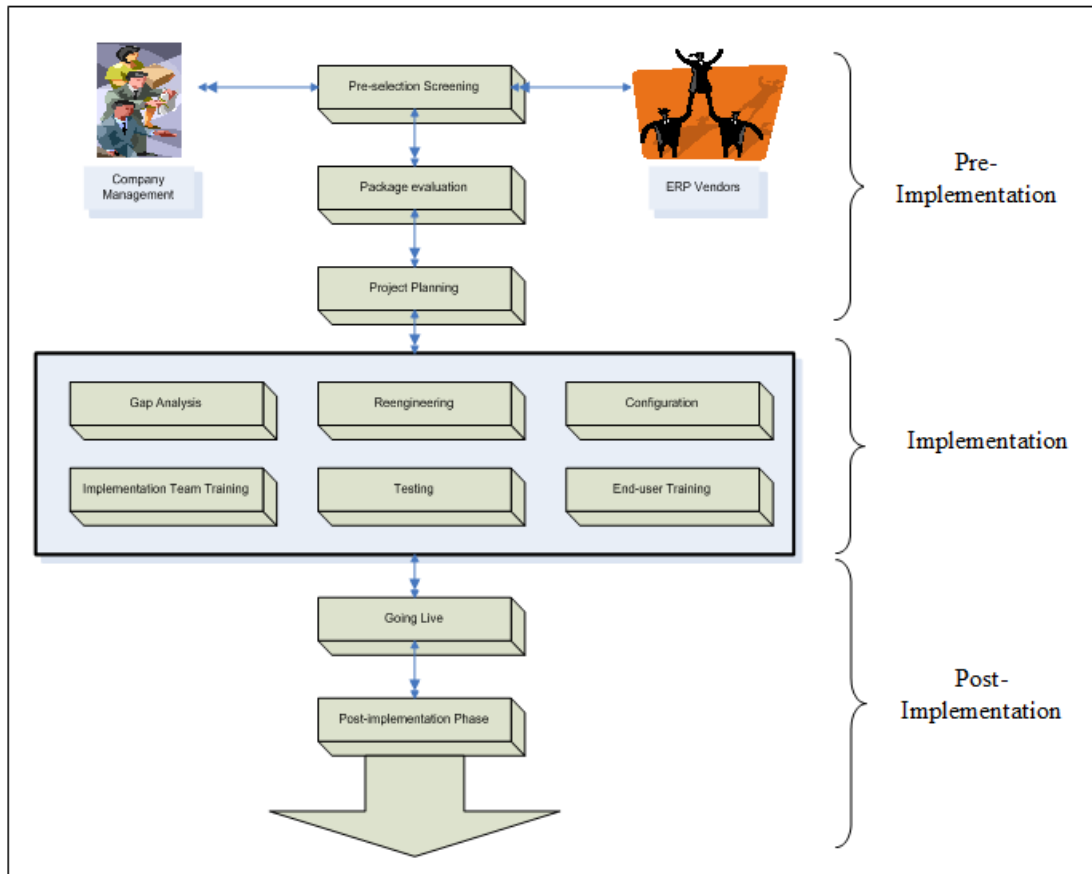 Pre-selection Screening
Company
Management
Package evaluation
ERP Vendors
Pre-
Implementation
Project Planning
Gap Analysis
Reengineering
Configuration
Implementation
Implementation Team Training
Testing
End-user Training
Going Live
Post-
Implementation
Post-implementation Phase